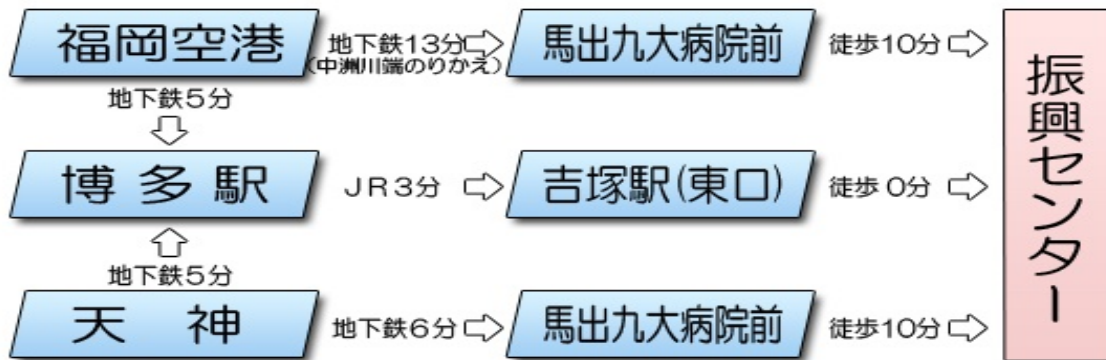 福岡空港
地下鉄13分
(中洲川端のりかえ)
馬出九大病院前
徒歩10分
地下鉄5分
博多駅
JR3分
吉塚駅(東口)
徒歩0分
地下鉄5分
天神
地下鉄6分
馬出九大病院前
徒歩10分
振興センター